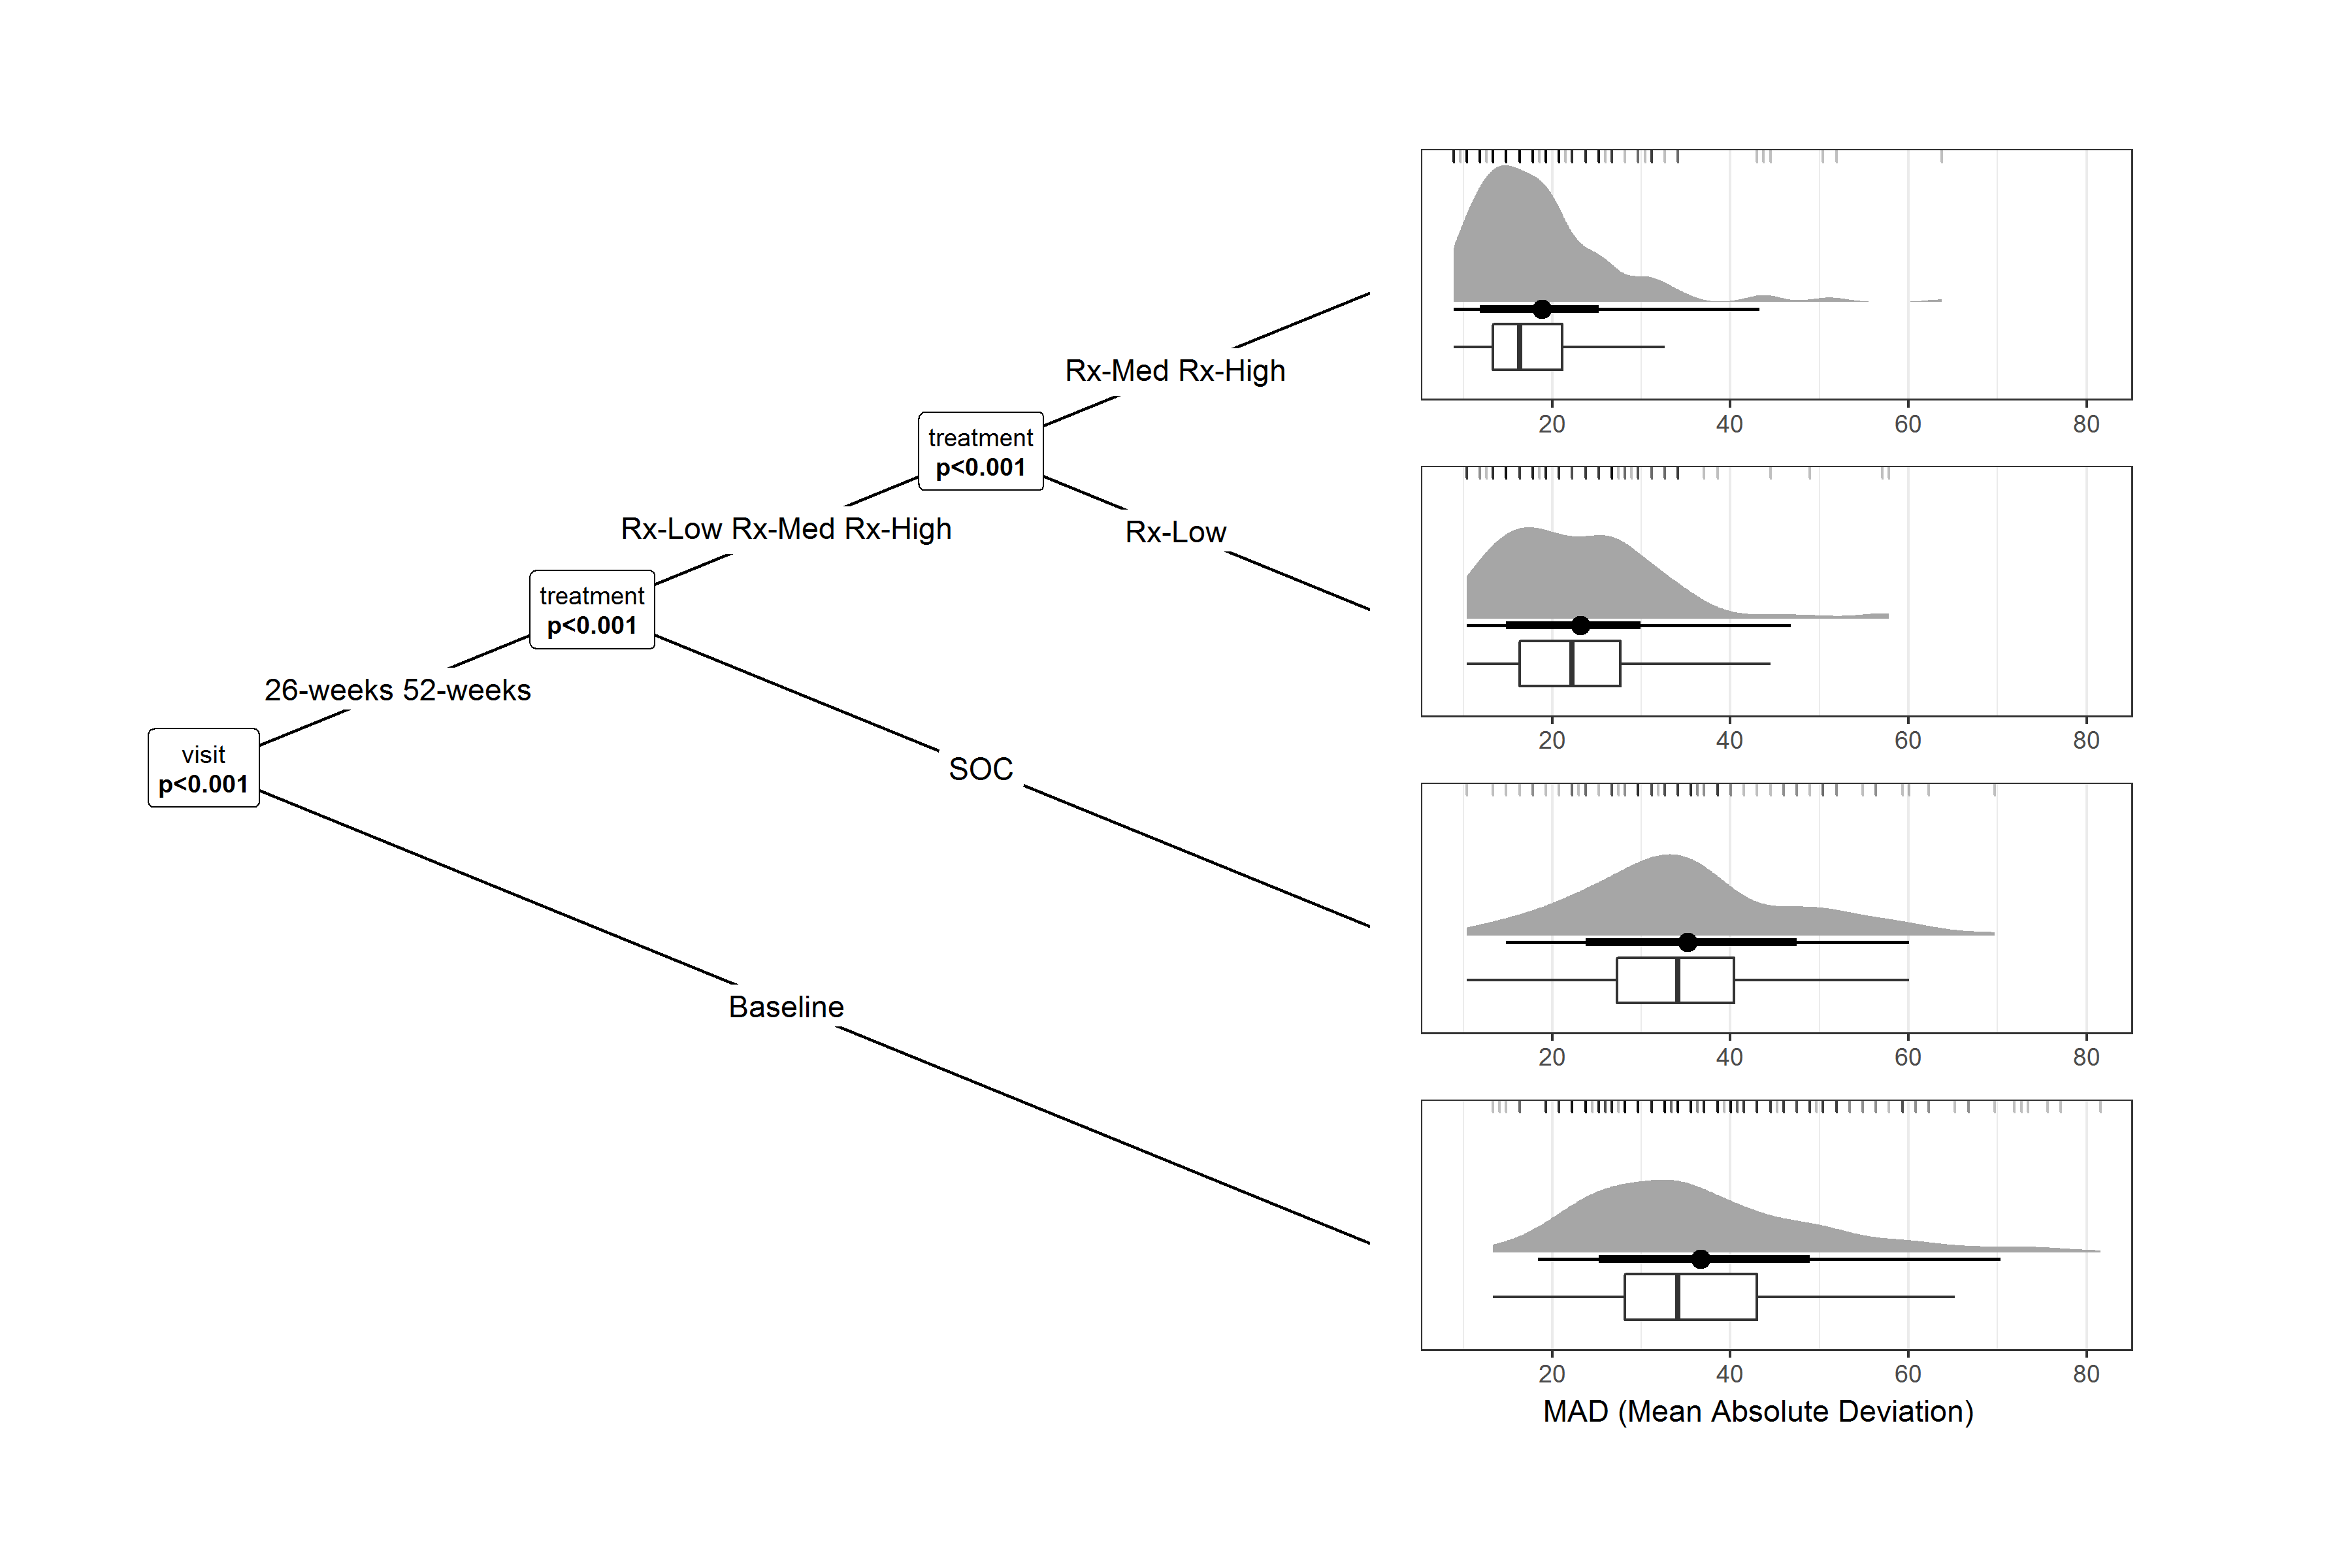 20 40 60 80
Rx-Med Rx-High
treatment
p<0.001
Rx-Low Rx-Med Rx-High
Rx-Low
treatment
p<0.001
26-weeks 52-weeks
20 40 60 80
visit
p<0.001
SOC
Baseline
20 40 60 80
20 40 60 80
MAD (Mean Absolute Deviation)